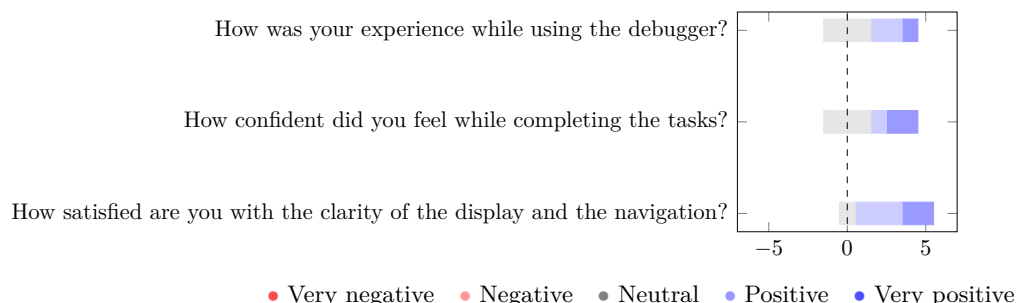 How was your experience while using the debugger?
How confident did you feel while completing the tasks?
How satisfied are you with the clarity of the display and the navigation?
−5 0 5
Very negative Negative Neutral Positive Very positive